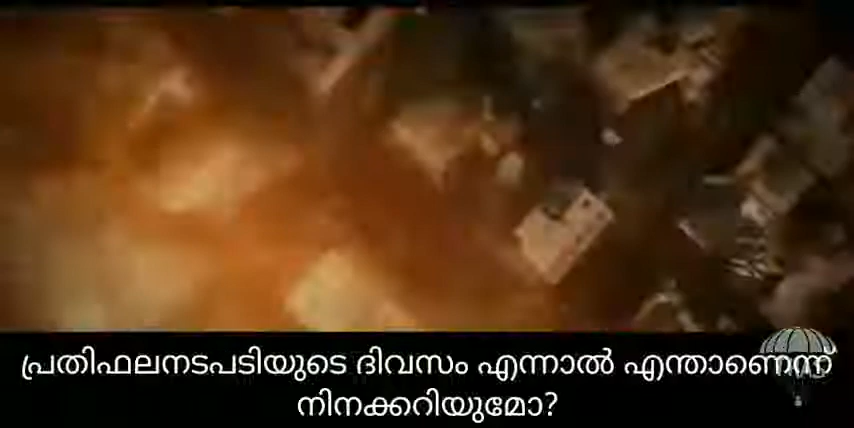 പ്രതിഫലനടപടിയുടെ ദിവസം എന്നാൽ എന്താണെന്ന്
നിനക്കറിയുമോ?